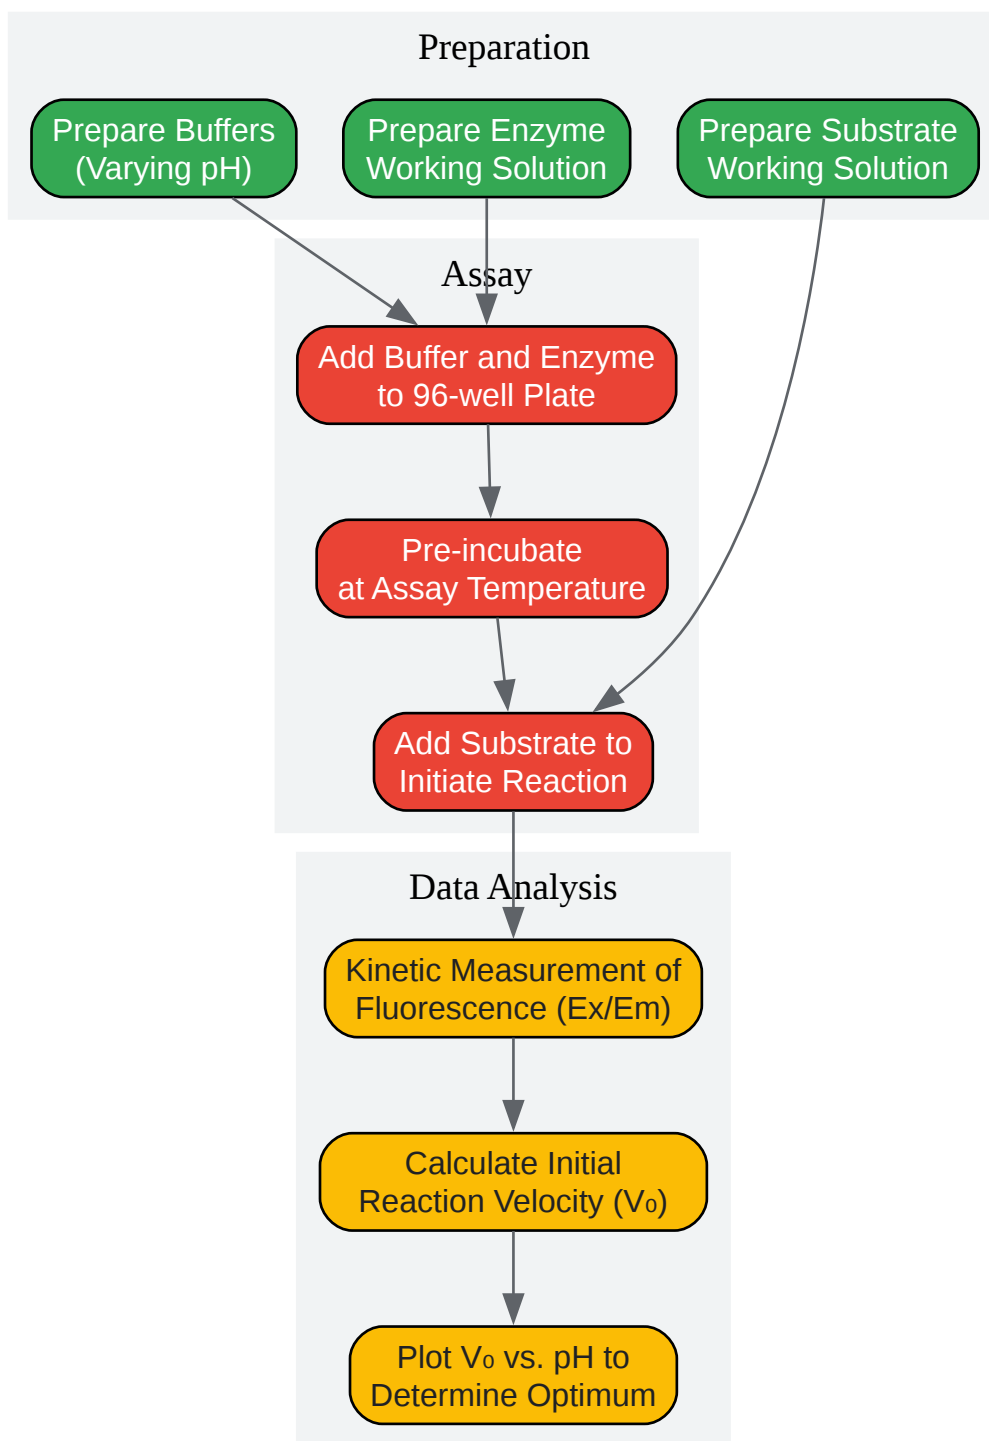 Preparation
Prepare Buffers
(Varying pH)
Prepare Enzyme
Working Solution
Prepare Substrate
Working Solution
Assay
Add Buffer and Enzyme
to 96-well Plate
Pre-incubate
at Assay Temperature
Add Substrate to
Initiate Reaction
Data Analysis
Kinetic Measurement of
Fluorescence (Ex/Em)
Calculate Initial
Reaction Velocity (V₀)
Plot V₀ vs. pH to
Determine Optimum